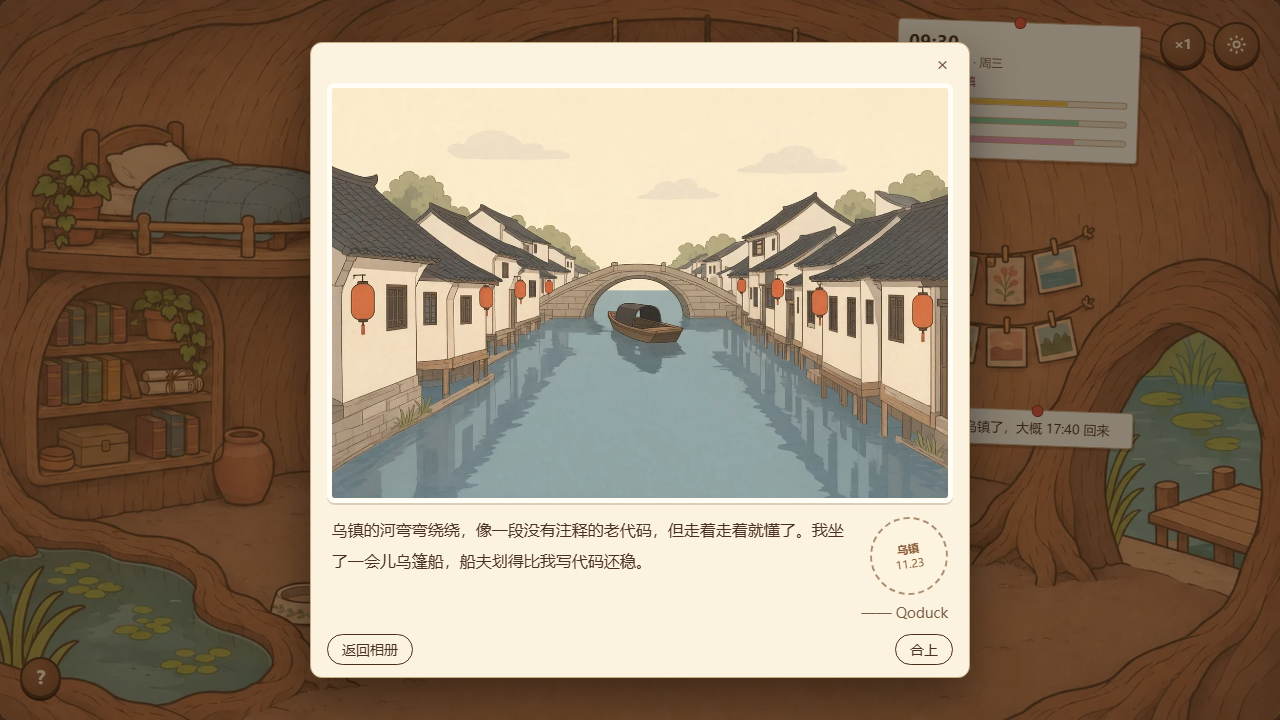 09:30
×1
· 周三
×
乌镇的河弯弯绕绕，像一段没有注释的老代码，但走着走着就懂了。我坐
了一会儿乌篷船，船夫划得比我写代码还稳。
乌镇
11.23
—— Qoduck
返回相册
合上
乌镇了，大概 17:40 回来
?